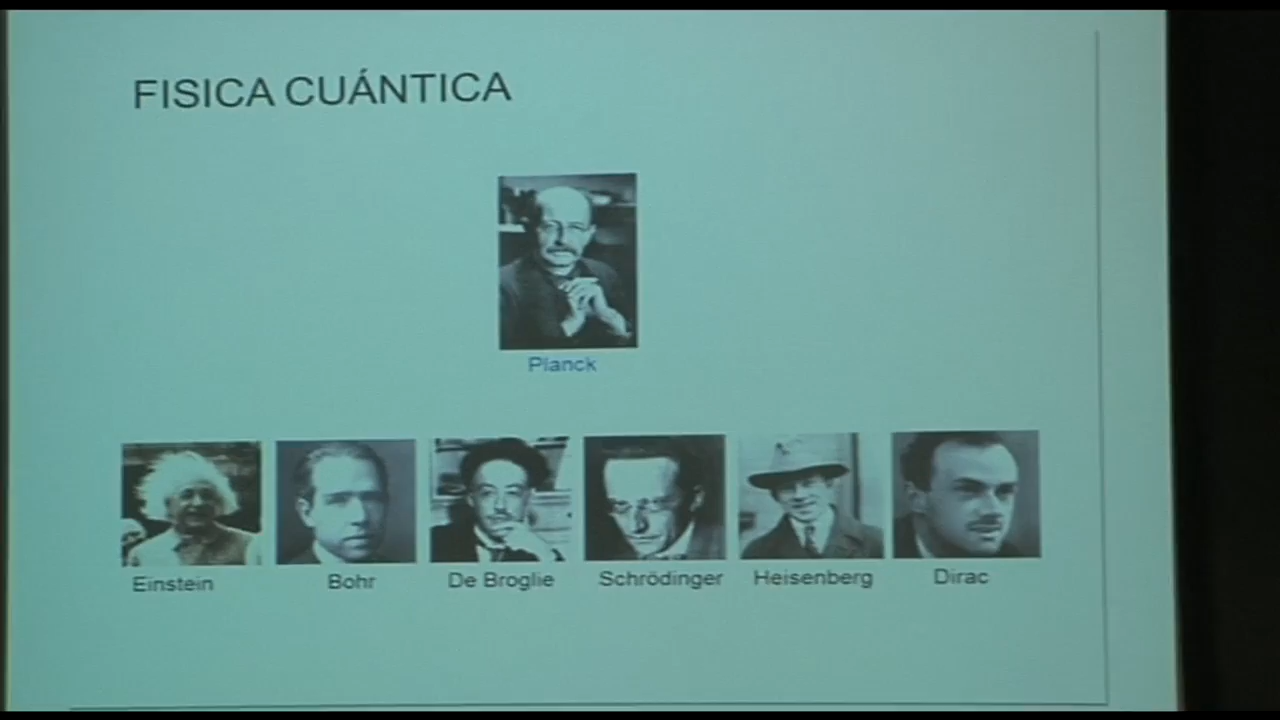 FISICA CUÁNTICA
Planck
Einstein Bohr De Broglie Schrödinger Heisenberg Dirac